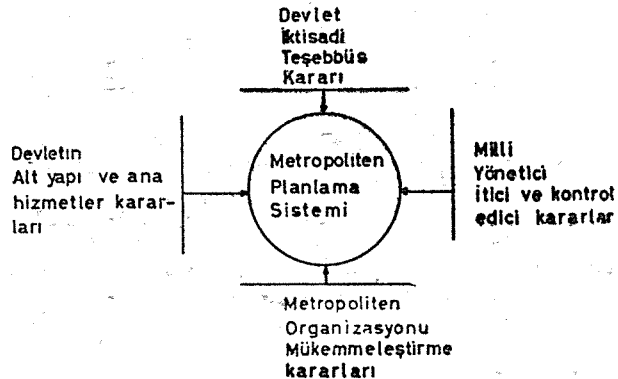 Devlet
İktisadi
Teşebbüs
Kararı
Devletin
Alt yapı ve ana
hizmetler karar-
ları
Metropoliten
Planlama
Sistemi
Milli
Yönetici
İtici ve kontrol
edici kararlar
Metropoliten
Organizasyonu
Mükemmeleştirme
kararları